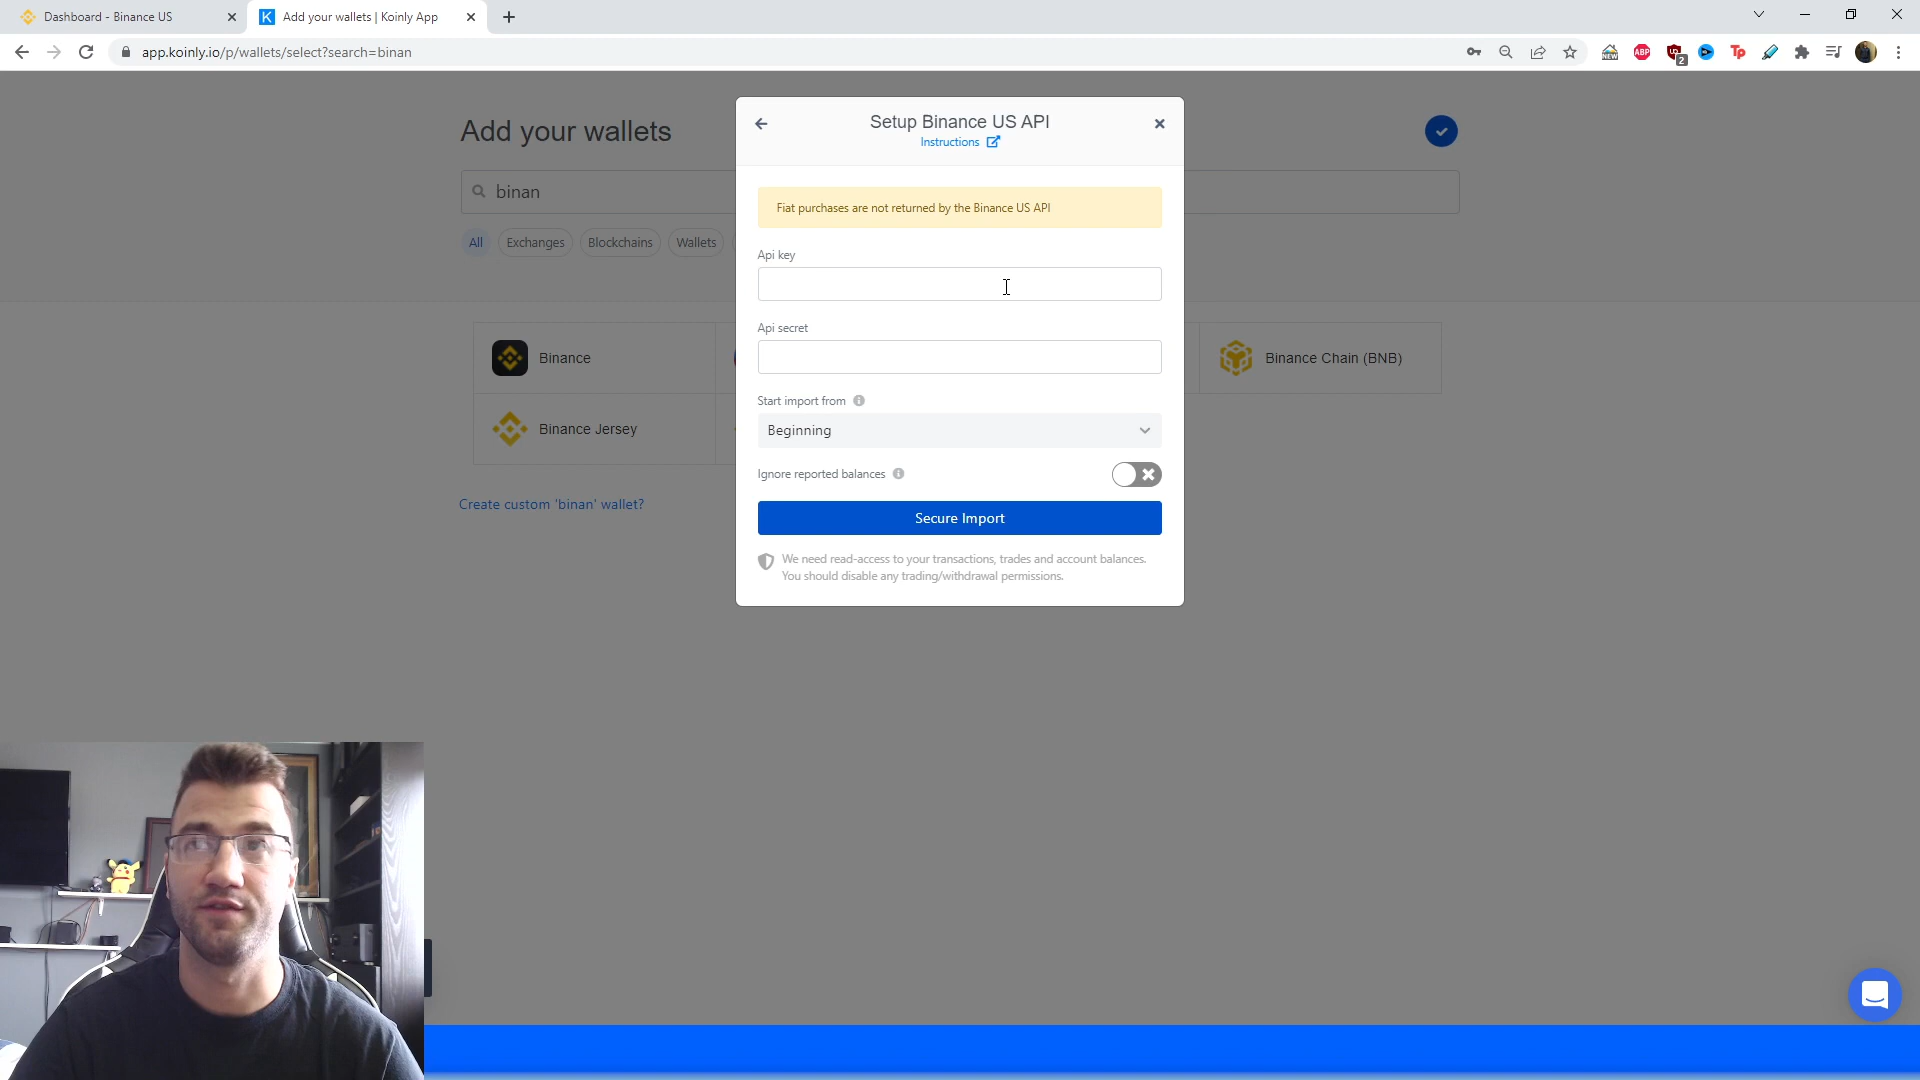 Dashboard - Binance US
Add your wallets | Koinly App
app.koinly.io/p/wallets/select?search=binan
NEW
ABP
2
Tp
Add your wallets
binan
All
Exchanges
Blockchains
Wallets
Binance
Binance Chain (BNB)
Binance Jersey
Create custom 'binan' wallet?
Setup Binance US API
Instructions
Fiat purchases are not returned by the Binance US API
Api key
Api secret
Start import from
Beginning
Ignore reported balances
Secure Import
We need read-access to your transactions, trades and account balances.
You should disable any trading/withdrawal permissions.